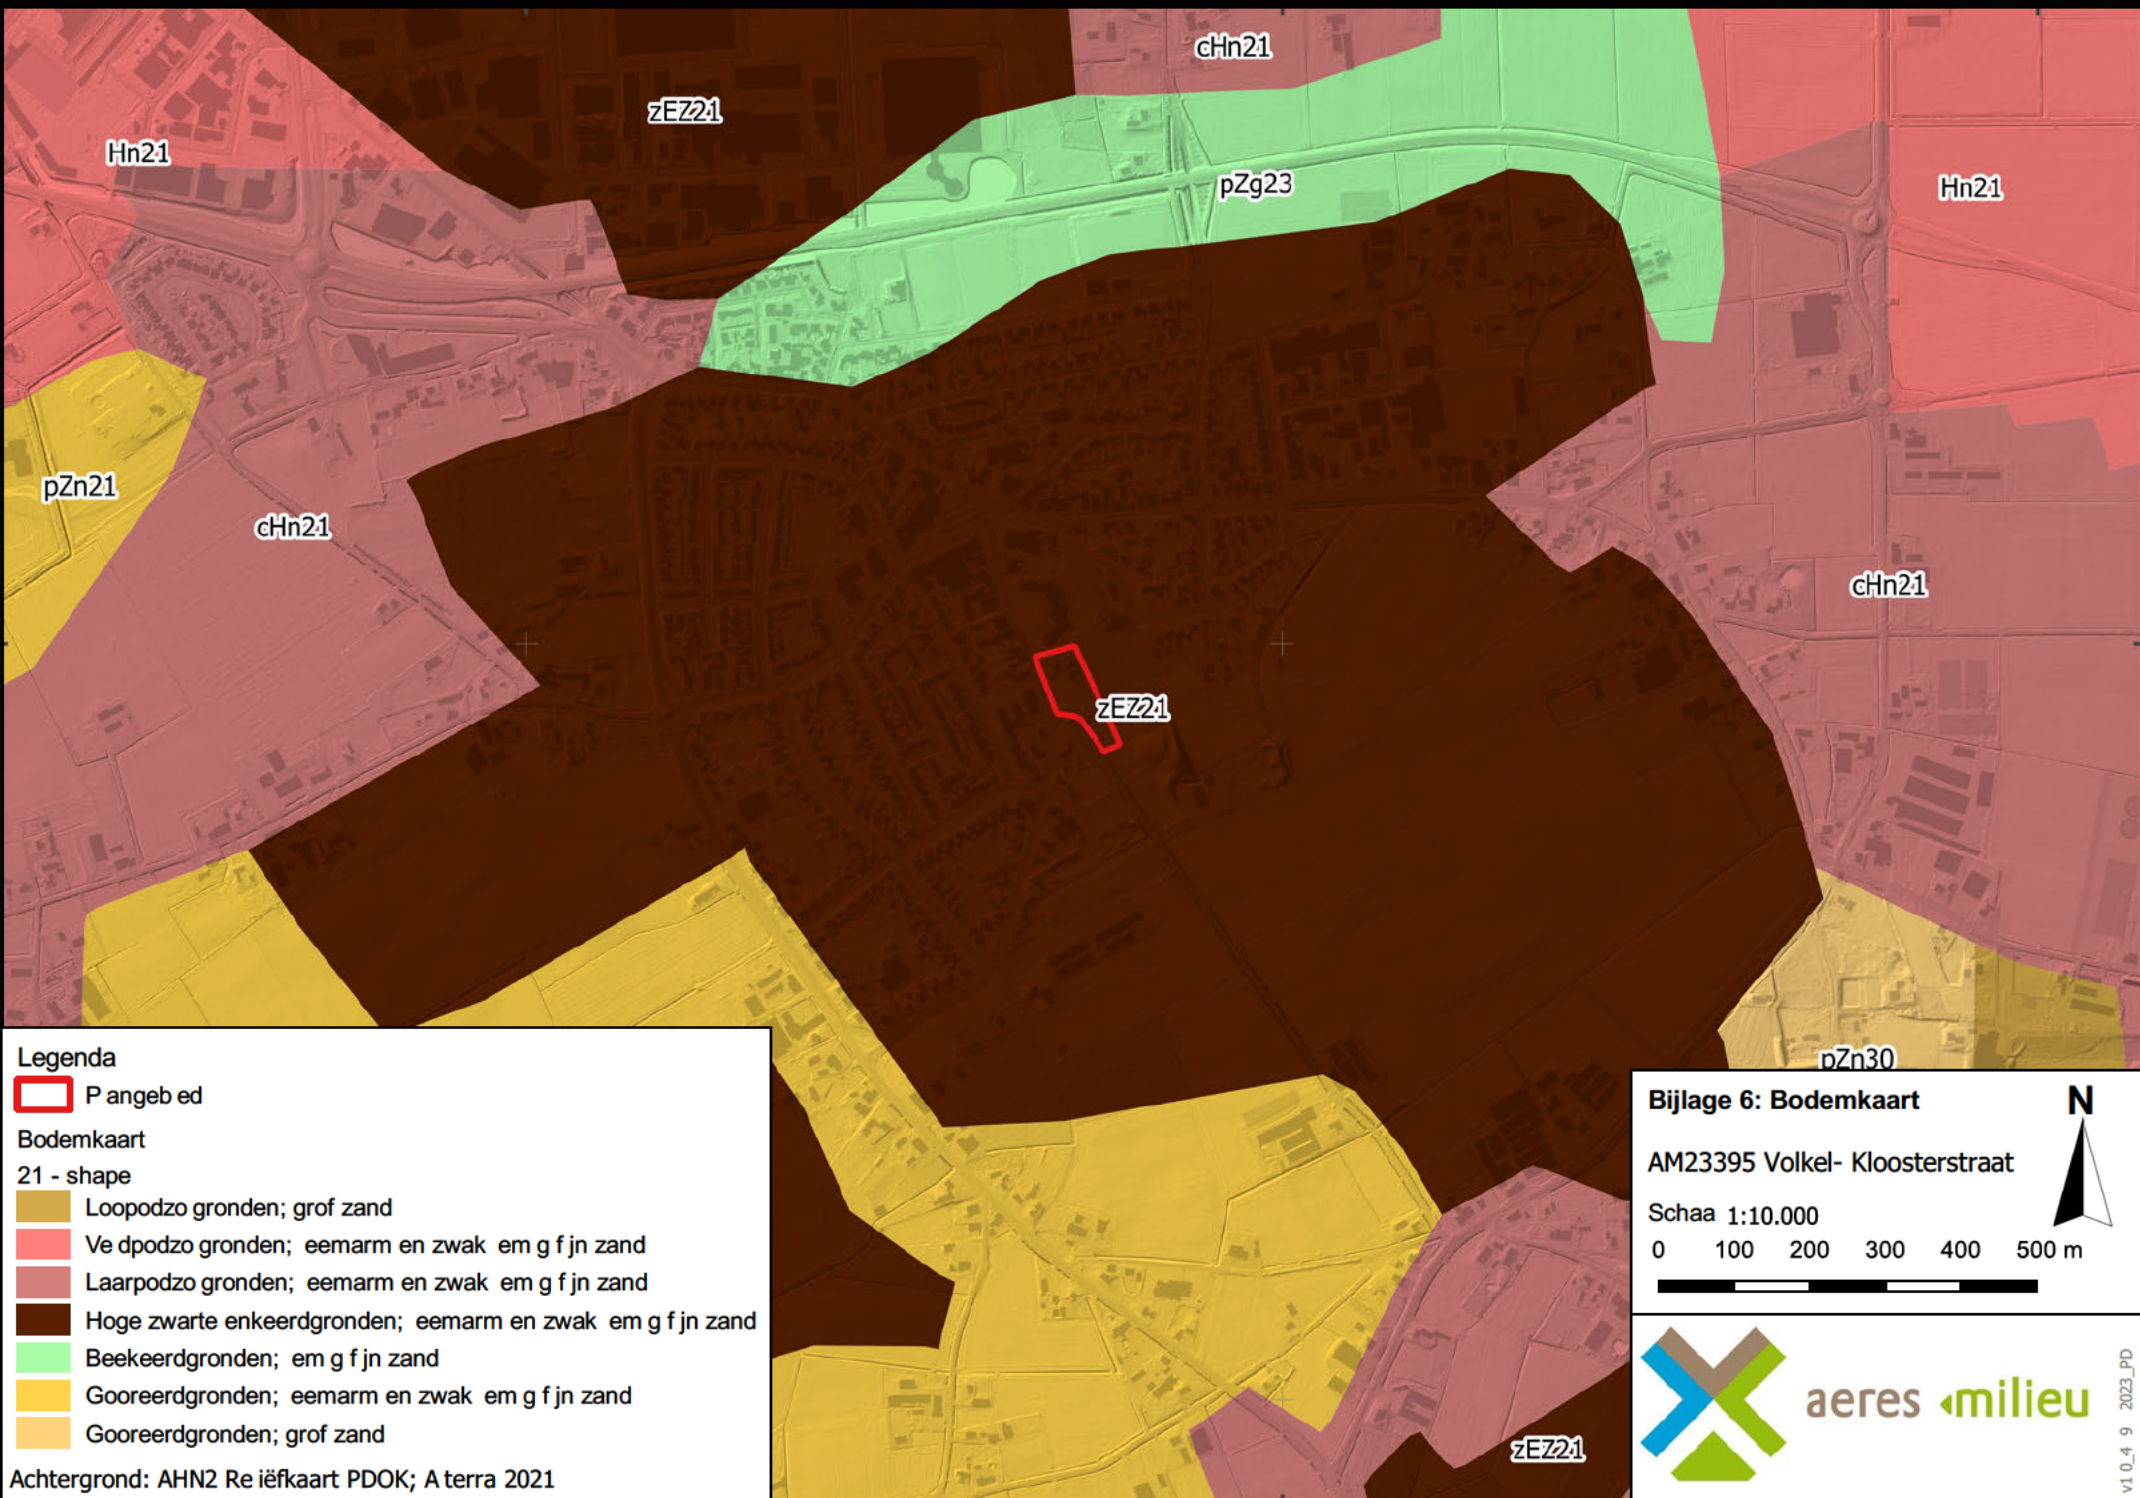 cHn21
zEZ21
Hn21
pZg23
Hn21
pZn21
cHn21
cHn21
zEZ21
pZn30
zEZ21
Legenda
P angeb ed
Bodemkaart
21 - shape
Loopodzo gronden; grof zand
Ve dpodzo gronden; eemarm en zwak em g f jn zand
Laarpodzo gronden; eemarm en zwak em g f jn zand
Hoge zwarte enkeerdgronden; eemarm en zwak em g f jn zand
Beekeerdgronden; em g f jn zand
Gooreerdgronden; eemarm en zwak em g f jn zand
Gooreerdgronden; grof zand
Achtergrond: AHN2 Re iëfkaart PDOK; A terra 2021
Bijlage 6: Bodemkaart
N
AM23395 Volkel- Kloosterstraat
Schaa 1:10.000
0 100 200 300 400 500 m
aeres milieu
v1 0_4 9 2023_PD